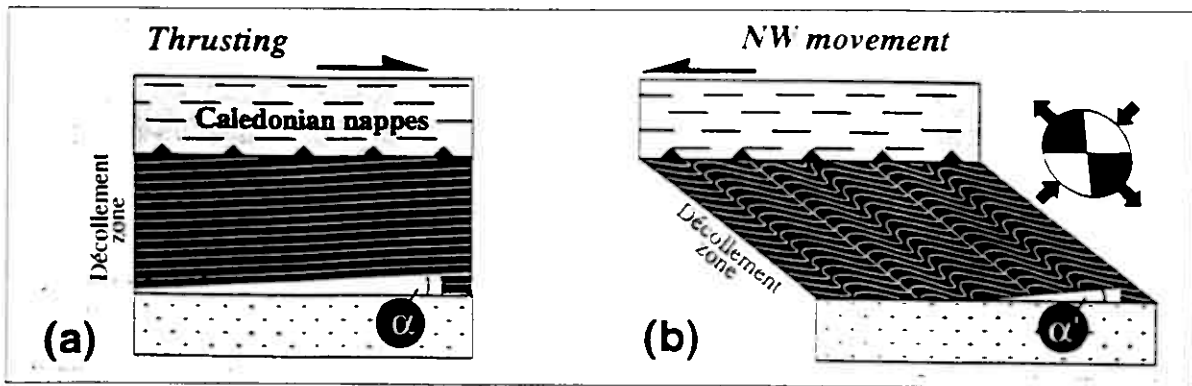 Thrusting
NW movement
Caledonian nappes
Décollement
zone
Décollement
zone
(a)
α
(b)
α'